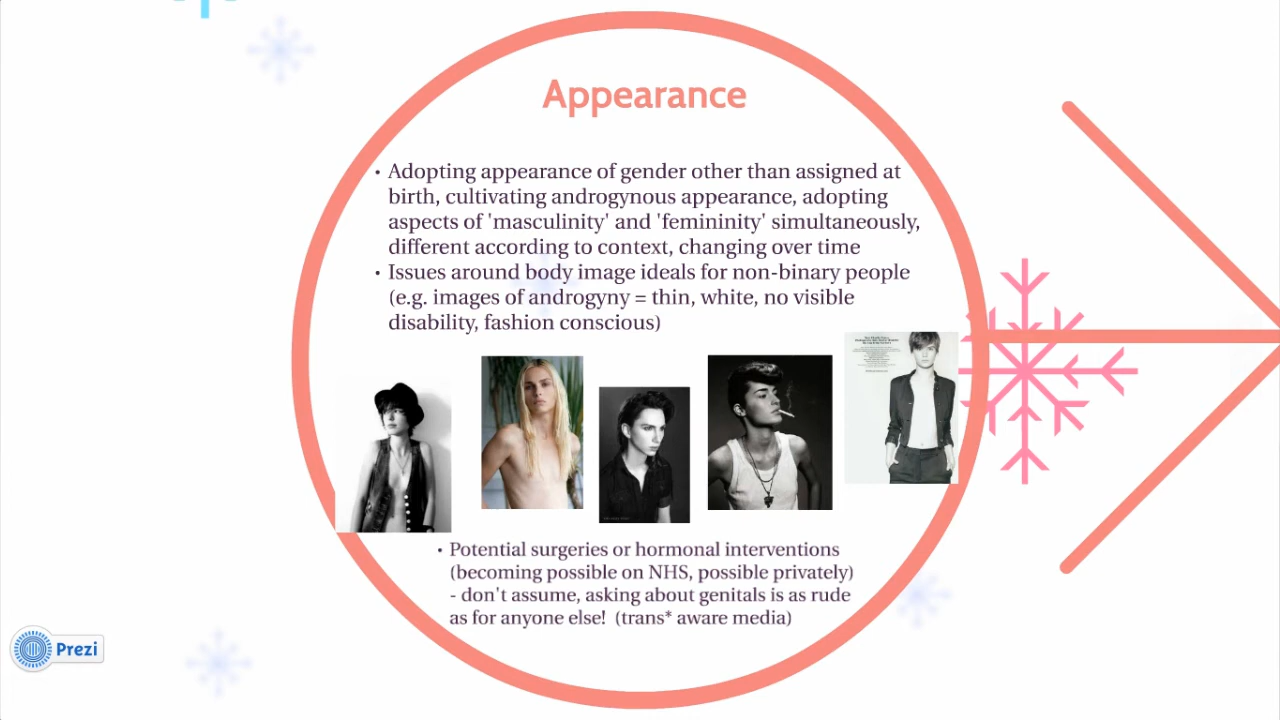 Appearance
• Adopting appearance of gender other than assigned at
birth, cultivating androgynous appearance, adopting
aspects of 'masculinity' and 'femininity' simultaneously,
different according to context, changing over time
• Issues around body image ideals for non-binary people
(e.g. images of androgyny = thin, white, no visible
disability, fashion conscious)
• Potential surgeries or hormonal interventions
(becoming possible on NHS, possible privately)
- don't assume, asking about genitals is as rude
as for anyone else! (trans* aware media)
Prezi